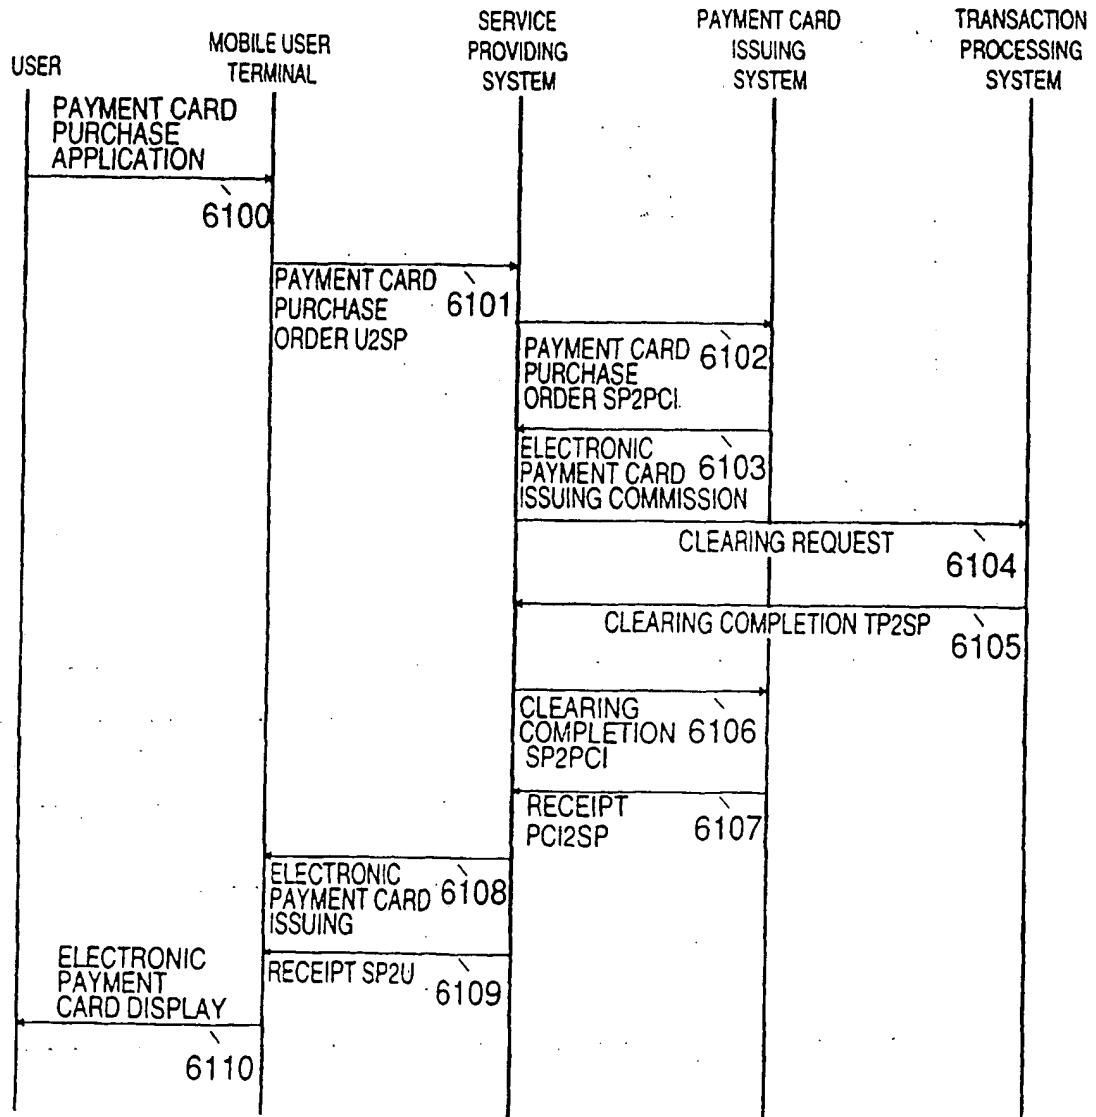 USER
MOBILE USER
TERMINAL
SERVICE
PROVIDING
SYSTEM
PAYMENT CARD
ISSUING
SYSTEM
TRANSACTION
PROCESSING
SYSTEM
PAYMENT CARD
PURCHASE
APPLICATION
6100
PAYMENT CARD
PURCHASE
ORDER U2SP
6101
PAYMENT CARD
PURCHASE
ORDER SP2PCI
6102
ELECTRONIC
PAYMENT CARD
ISSUING COMMISSION
6103
CLEARING REQUEST
6104
CLEARING COMPLETION TP2SP
6105
CLEARING
COMPLETION
SP2PCI
6106
RECEIPT
PCI2SP
6107
ELECTRONIC
PAYMENT CARD
ISSUING
6108
RECEIPT SP2U
6109
ELECTRONIC
PAYMENT
CARD DISPLAY
6110